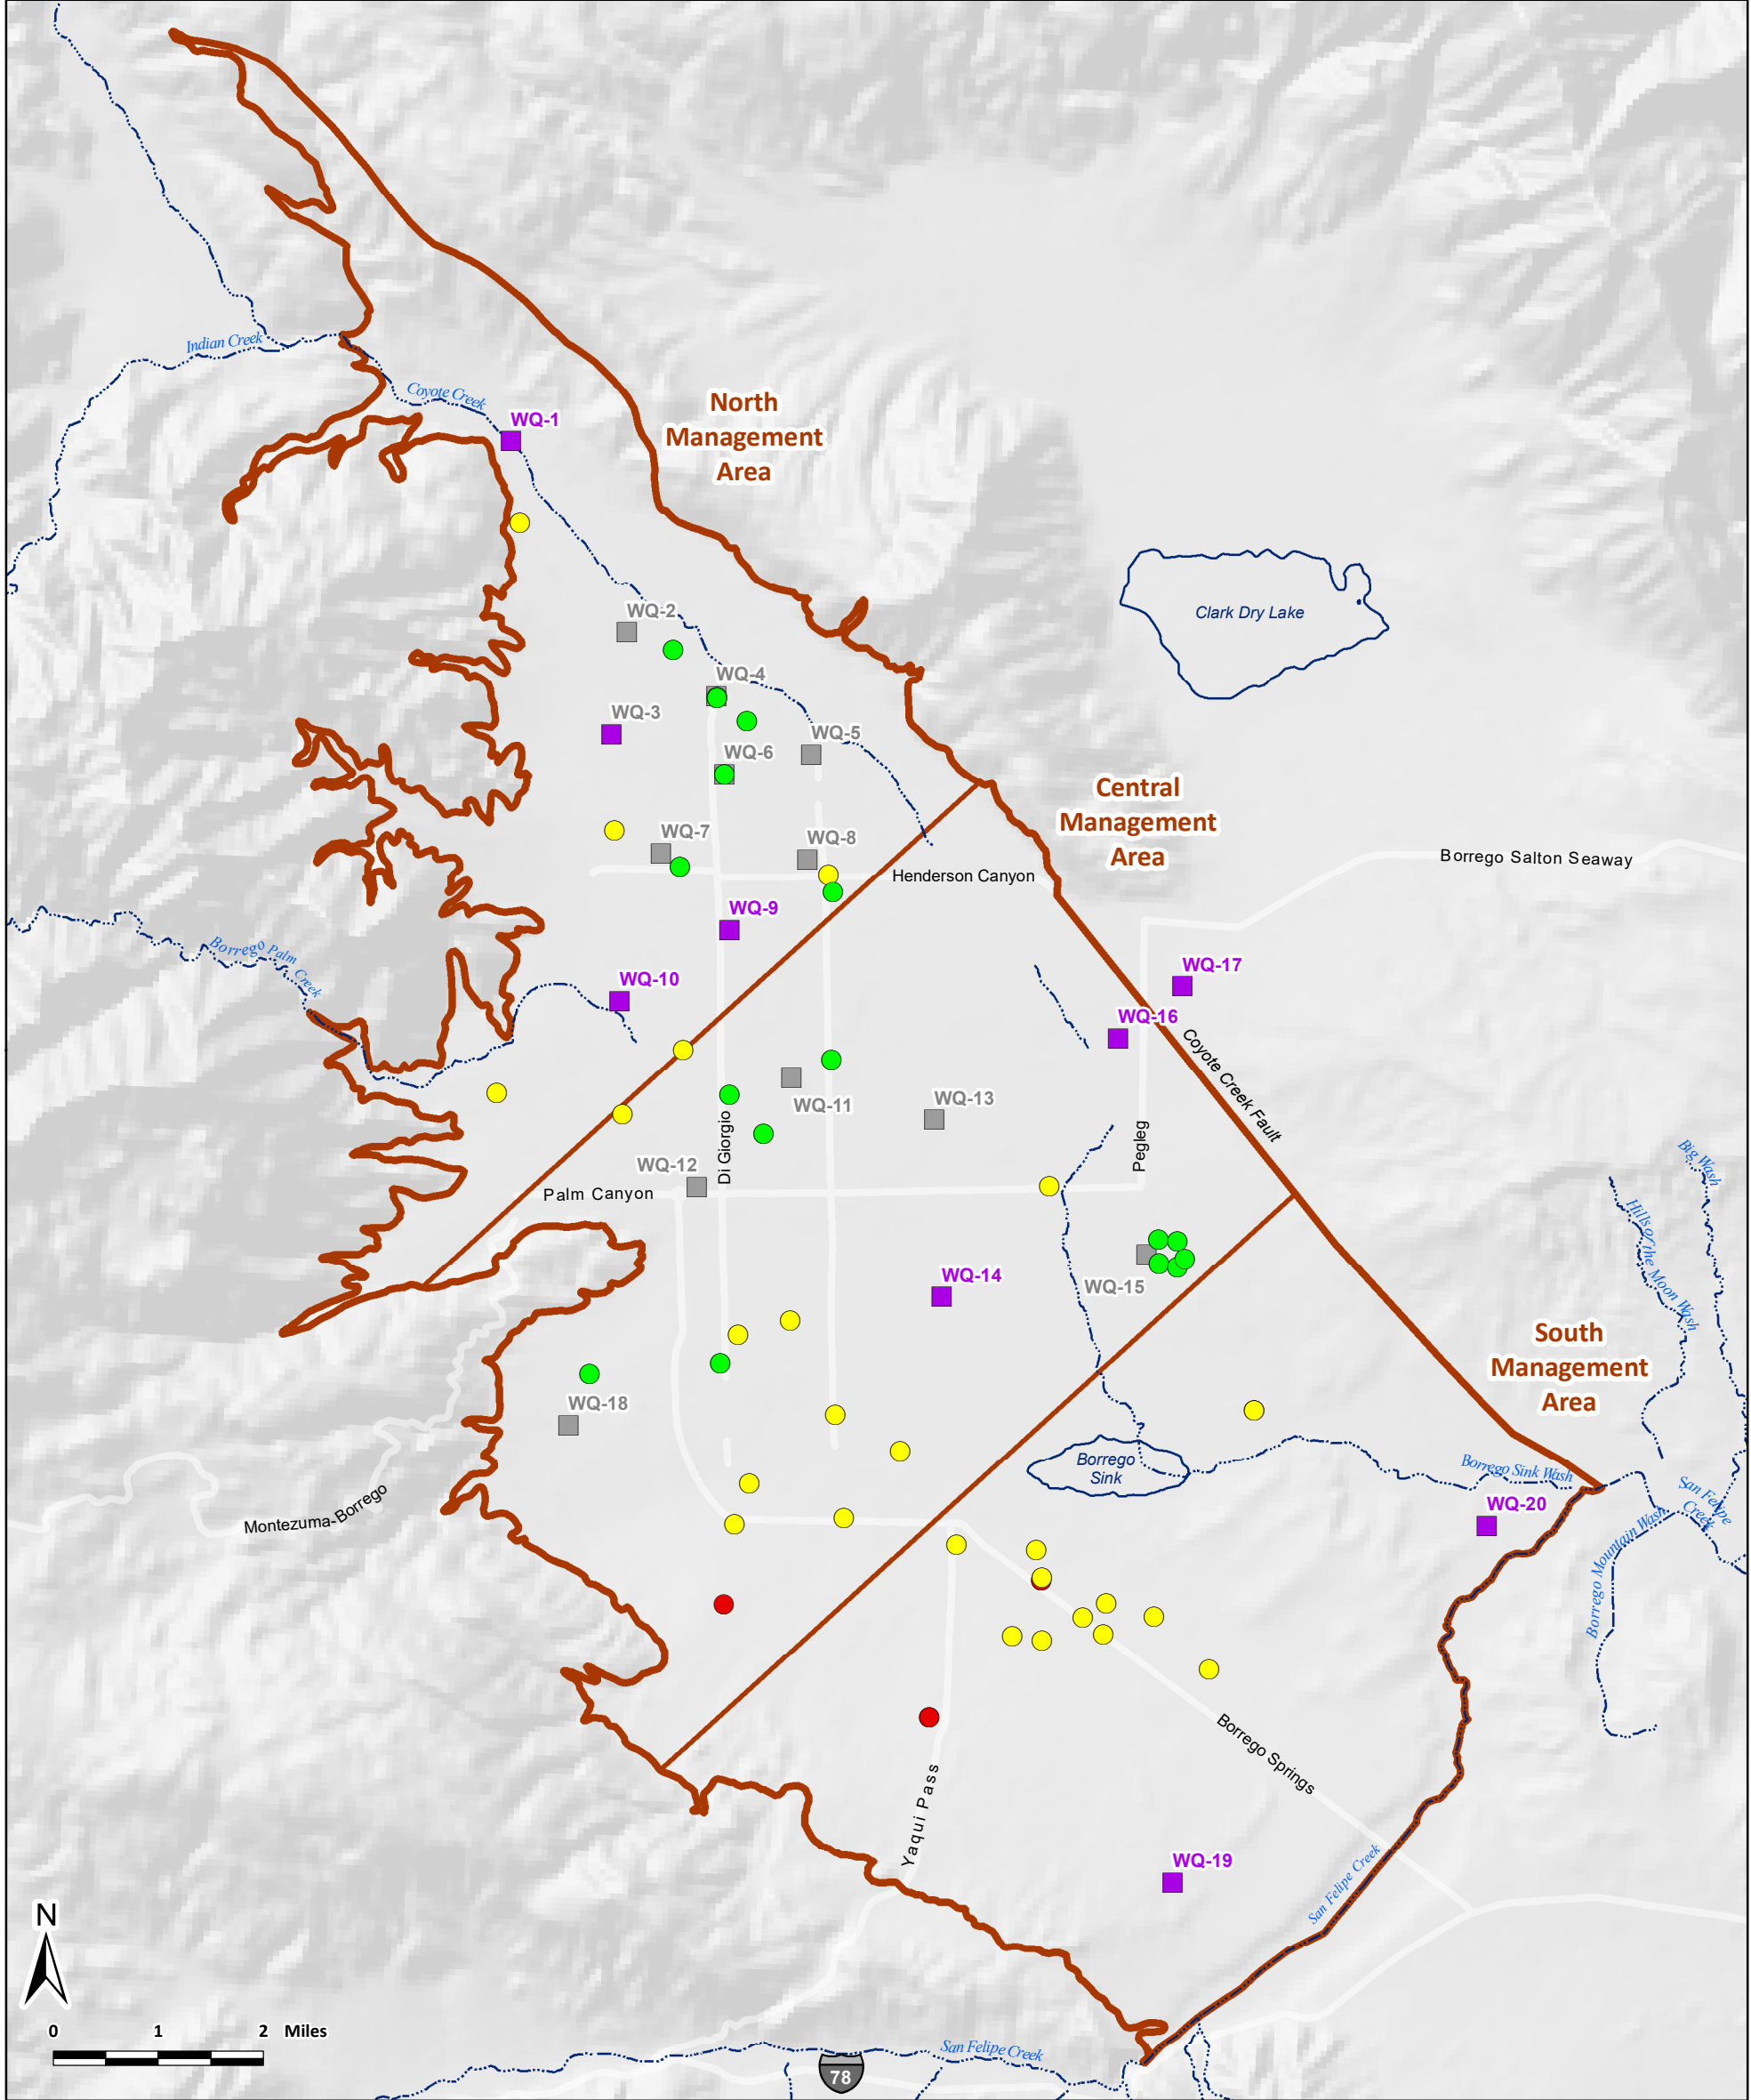 Indian Creek
Coyote Creek
North
Management
Area
WQ-1
Clark Dry Lake
WQ-2
WQ-4
WQ-3
WQ-5
WQ-6
Central
Management
Area
WQ-7
WQ-8
Borrego Salton Seaway
Henderson Canyon
WQ-9
Borrego Palm
Creek
WQ-10
WQ-17
WQ-16
Coyote Creek Fault
WQ-11
WQ-13
Di Giorgio
Pegleg
WQ-12
Palm Canyon
Big Wash
Hills of the Moon Wash
WQ-14
WQ-15
South
Management
Area
WQ-18
Borrego
Sink
Borrego Sink Wash
San Felipe
Creek
Montezuma-Borrego
WQ-20
Borrego Mountain Wash
Borrego Springs
Yaqui Pass
WQ-19
San Felipe Creek
N
0 1 2 Miles
San Felipe Creek
78